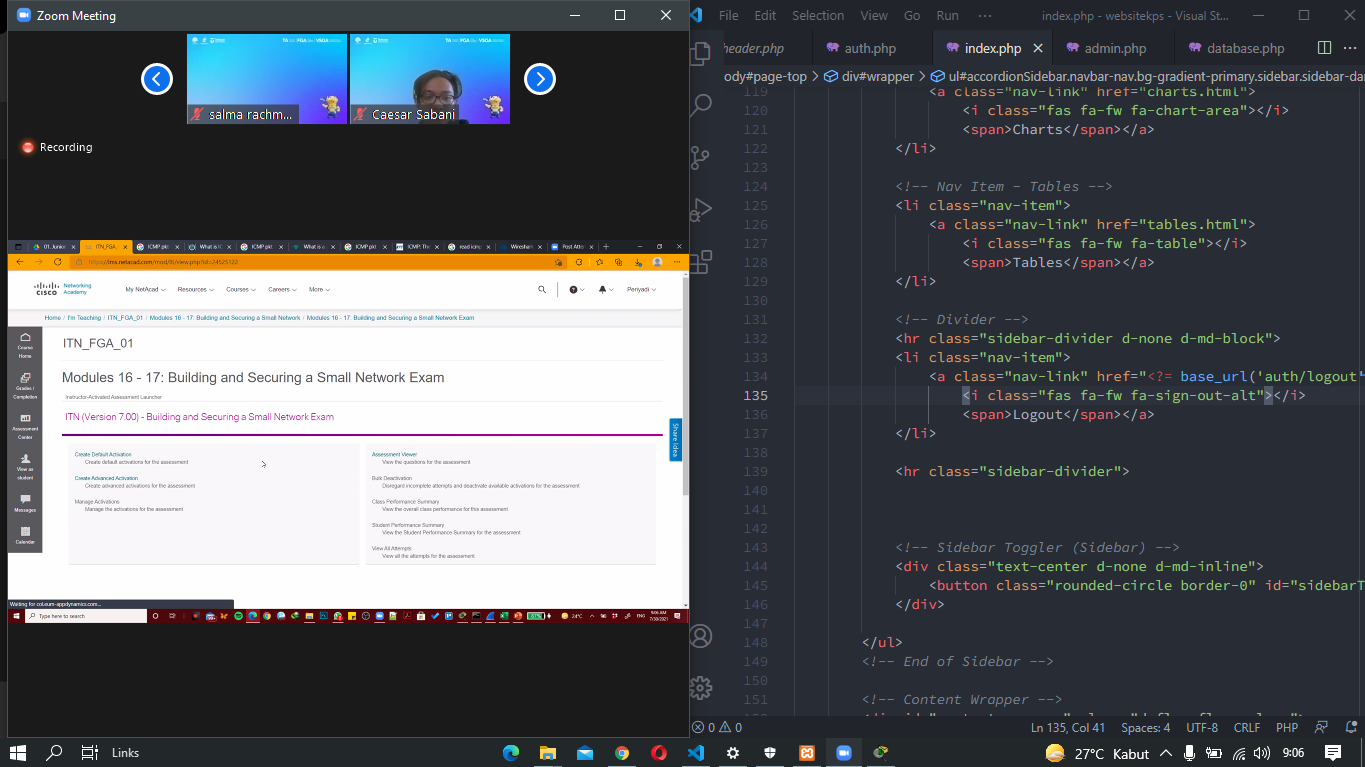 Zoom Meeting
salma rachm...
Caesar Sabani
Recording
01. Junior
ITN_FGA_
ICMP pkt
What is IC
ICMP pkt
What is a
ICMP pkt
ICMP: The
read icmp
Wireshark
Post Atten
https://lms.netacad.com/mod/lti/view.php?id=24525122
cisco
Networking
Academy
My NetAcad
Resources
Courses
Careers
More
Periyadi
Home / I'm Teaching / ITN_FGA_01 / Modules 16 - 17: Building and Securing a Small Network / Modules 16 - 17: Building and Securing a Small Network Exam
Course
Home
Grades /
Completion
Assessment
Center
View as
student
Messages
Calendar
ITN_FGA_01
Modules 16 - 17: Building and Securing a Small Network Exam
Instructor-Activated Assessment Launcher
ITN (Version 7.00) - Building and Securing a Small Network Exam
Create Default Activation
Create default activations for the assessment
Create Advanced Activation
Create advanced activations for the assessment
Manage Activations
Manage the activations for the assessment
Assessment Viewer
View the questions for the assessment
Bulk Deactivation
Disregard incomplete attempts and deactivate available activations for the assessment
Class Performance Summary
View the overall class performance for this assessment
Student Performance Summary
View the Student Performance Summary for the assessment
View All Attempts
View all the attempts for the assessment
Share Idea
Waiting for col.eum-appdynamics.com...
Type here to search
24°C
ENG
9:06 AM
7/30/2021
File Edit Selection View Go Run ···
index.php - websitekps - Visual St...
header.php
auth.php
index.php
admin.php
database.php
ody#page-top > div#wrapper > ul#accordionSidebar.navbar-nav.bg-gradient-primary.sidebar.sidebar-dar
119 <a class="nav-link" href="charts.html">
120 <i class="fas fa-fw fa-chart-area"></i>
121 <span>Charts</span></a>
122 </li>
123
124 <!-- Nav Item - Tables -->
125 <li class="nav-item">
126 <a class="nav-link" href="tables.html">
127 <i class="fas fa-fw fa-table"></i>
128 <span>Tables</span></a>
129 </li>
130
131 <!-- Divider -->
132 <hr class="sidebar-divider d-none d-md-block">
133 <li class="nav-item">
134 <a class="nav-link" href="<?= base_url('auth/logout'
135 <i class="fas fa-fw fa-sign-out-alt"></i>
136 <span>Logout</span></a>
137 </li>
138
139 <hr class="sidebar-divider">
140
141
142
143 <!-- Sidebar Toggler (Sidebar) -->
144 <div class="text-center d-none d-md-inline">
145 <button class="rounded-circle border-0" id="sidebarT
146 </div>
147
148 </ul>
149 <!-- End of Sidebar -->
150
151 <!-- Content Wrapper -->
0 0
Ln 135, Col 41 Spaces: 4 UTF-8 CRLF PHP
Links
27°C Kabut
9:06